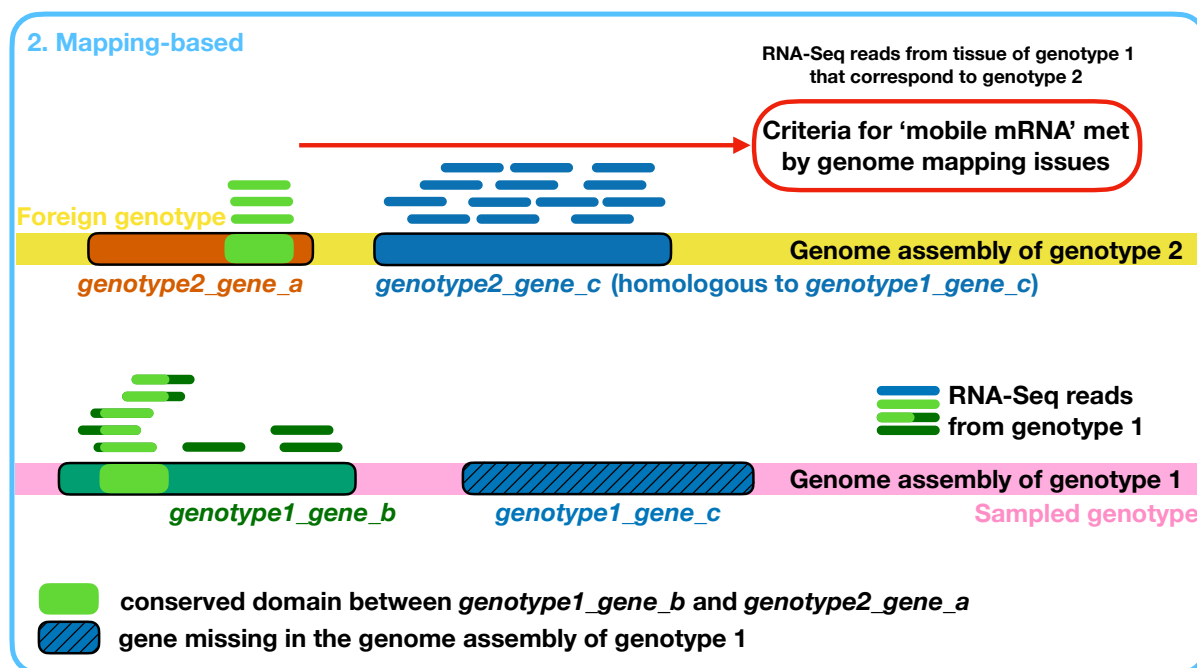 2. Mapping-based
RNA-Seq reads from tissue of genotype 1
that correspond to genotype 2
Criteria for ‘mobile mRNA’ met
by genome mapping issues
Foreign genotype
Genome assembly of genotype 2
genotype2_gene_a
genotype2_gene_c (homologous to genotype1_gene_c)
RNA-Seq reads
from genotype 1
Genome assembly of genotype 1
genotype1_gene_b
genotype1_gene_c
Sampled genotype
conserved domain between genotype1_gene_b and genotype2_gene_a
gene missing in the genome assembly of genotype 1